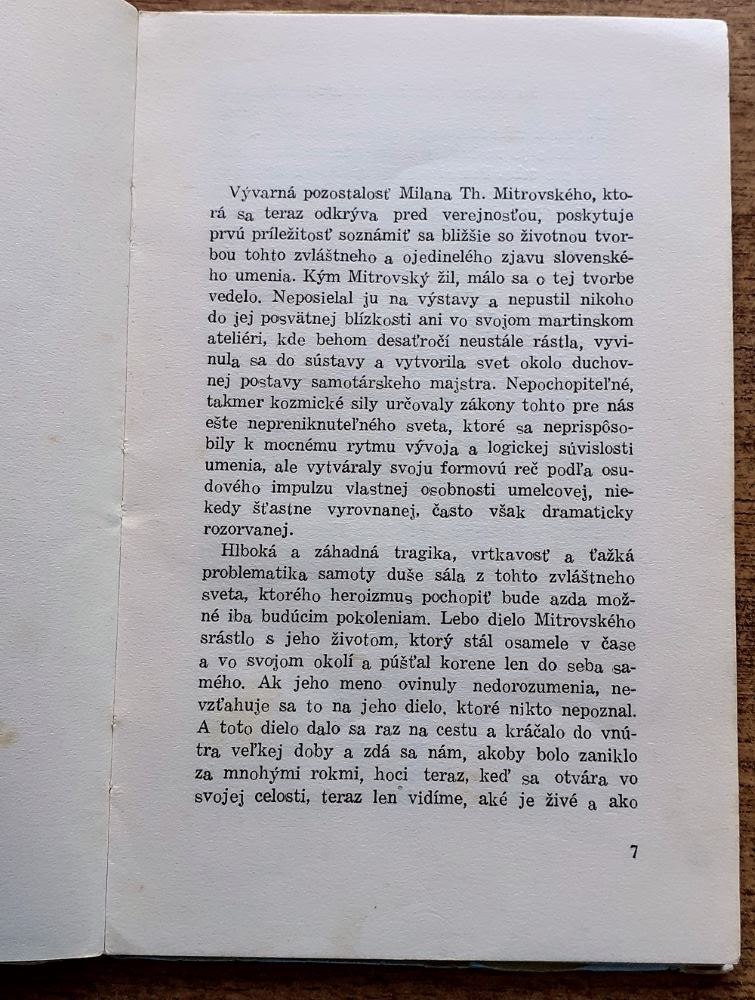 Vývarná pozostalosť Milana Th. Mitrovského, kto-
rá sa teraz odkrýva pred verejnosťou, poskytuje
prvú príležitosť soznámiť sa bližšie so životnou tvor-
bou tohto zvláštneho a ojedinelého zjavu slovenské-
ho umenia. Kým Mitrovský žil, málo sa o tej tvorbe
vedelo. Neposielal ju na výstavy a nepustil nikoho
do jej posvätnej blízkosti ani vo svojom martinskom
ateliéri, kde behom desaťročí neustále rástla, vyvi-
nula sa do sústavy a vytvorila svet okolo duchov-
nej postavy samotárskeho majstra. Nepochopiteľné,
takmer kozmické sily určovaly zákony tohto pre nás
ešte nepreniknuteľného sveta, ktoré sa neprispôso-
bily k mocnému rytmu vývoja a logickej súvislosti
umenia, ale vytváraly svoju formovú reč podľa osu-
dového impulzu vlastnej osobnosti umelcovej, nie-
kedy šťastne vyrovnanej, často však dramaticky
rozorvanej.
Hlboká a záhadná tragika, vrtkavosť a ťažká
problematika samoty duše sála z tohto zvláštneho
sveta, ktorého heroizmus pochopiť bude azda mož-
né iba budúcim pokoleniam. Lebo dielo Mitrovského
srástlo s jeho životom, ktorý stál osamele v čase
a vo svojom okolí a púšťal korene len do seba sa-
mého. Ak jeho meno ovinuly nedorozumenia, ne-
vzťahuje sa to na jeho dielo, ktoré nikto nepoznal.
A toto dielo dalo sa raz na cestu a kráčalo do vnú-
tra veľkej doby a zdá sa nám, akoby bolo zaniklo
za mnohými rokmi, hoci teraz, keď sa otvára vo
svojej celosti, teraz len vidíme, aké je živé a ako
7